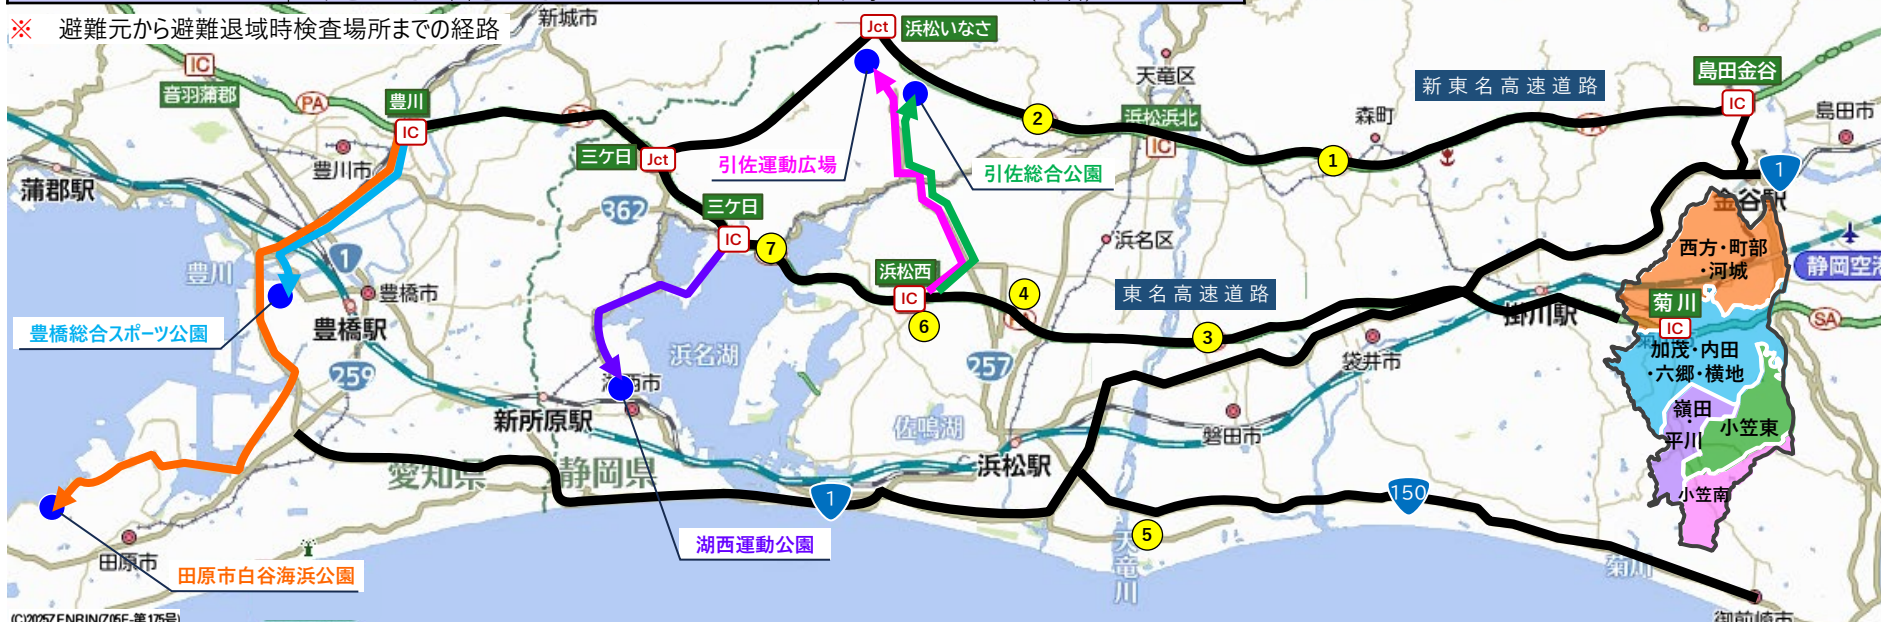 ※ 避難元から避難退域時検査場所までの経路
新城市
Jct
浜松いなさ
IC
音羽蒲郡
PA
豊川
IC
天竜区
新東名高速道路
島田金谷
IC
島田市
2
浜松浜北
IC
森町
PA
1
豊川市
三ケ日
Jct
引佐運動広場
引佐総合公園
1
金谷駅
蒲郡駅
362
三ケ日
IC
7
浜名区
西方・町部
・河城
静岡空港
豊川
1
豊橋市
浜松西
IC
6
4
東名高速道路
菊川
IC
SA
豊橋総合スポーツ公園
豊橋駅
掛川駅
3
浜名湖
257
袋井市
加茂・内田
・六郷・横地
259
湖西市
嶺田
・
平川
小笠東
新所原駅
佐鳴湖
磐田市
浜松駅
愛知県
静岡県
1
150
小笠南
5
湖西運動公園
天竜川
田原市
田原市白谷海浜公園
菊川
御前崎市